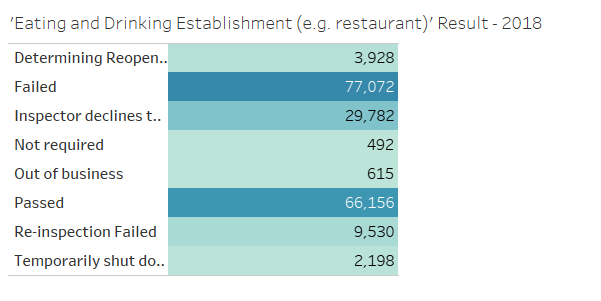 'Eating and Drinking Establishment (e.g. restaurant)' Result - 2018
Determining Reopen.. 3,928
Failed 77,072
Inspector declines t.. 29,782
Not required 492
Out of business 615
Passed 66,156
Re-inspection Failed 9,530
Temporarily shut do.. 2,198